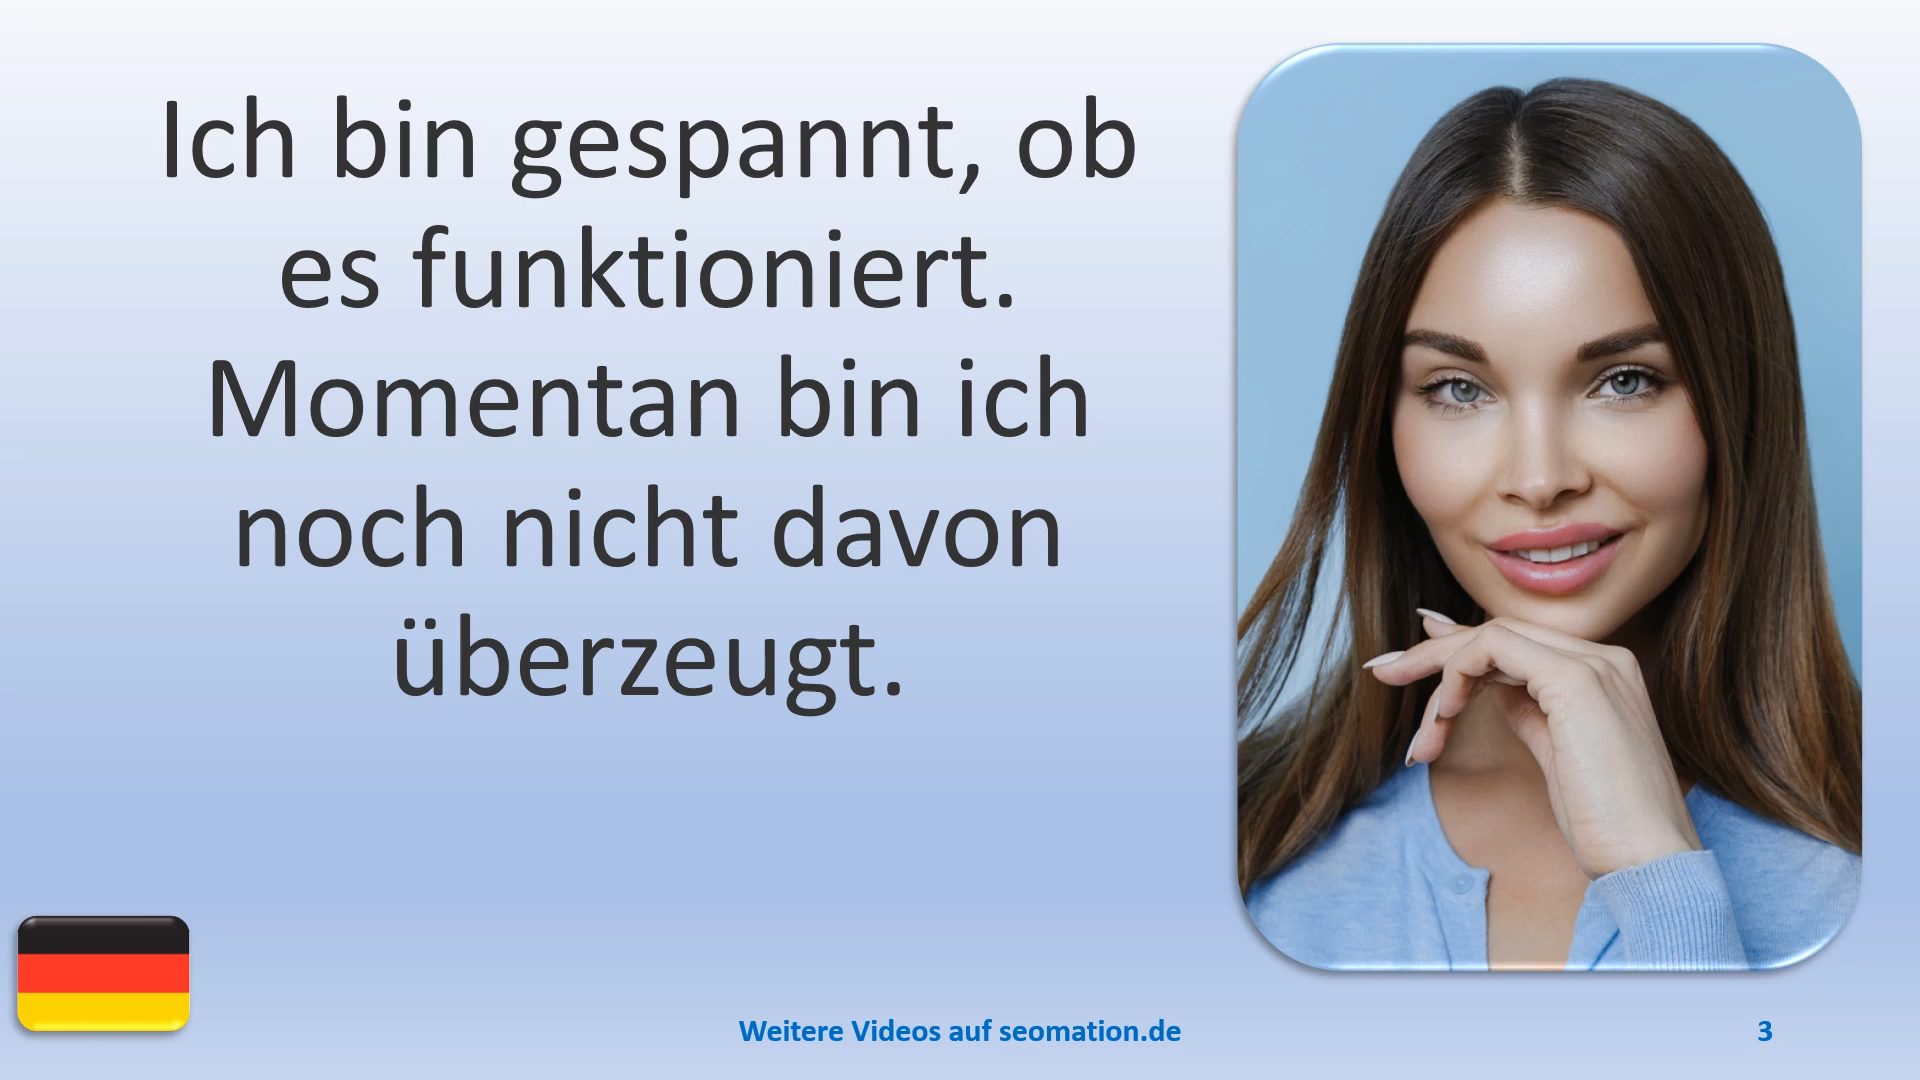 Ich bin gespannt, ob
es funktioniert.
Momentan bin ich
noch nicht davon
überzeugt.
Weitere Videos auf seomation.de
3